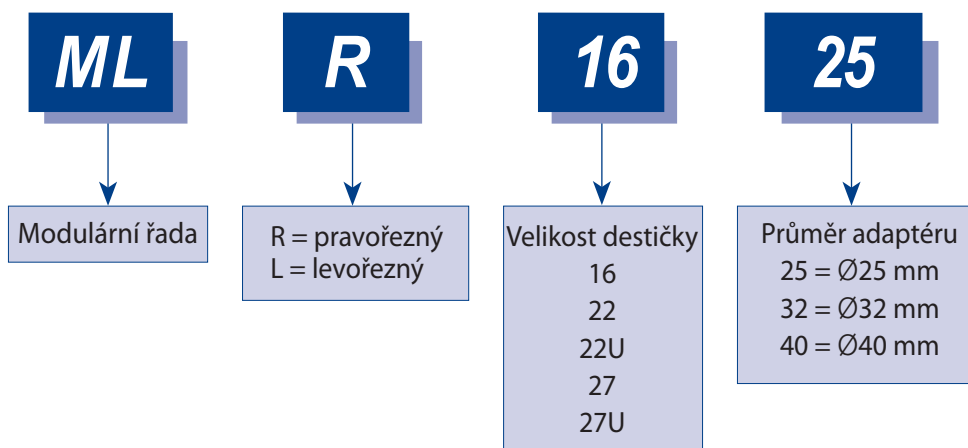 ML
R
16
25
Modulární řada
R = pravořezný
L = levořezný
Velikost destičky
16
22
22U
27
27U
Průměr adaptéru
25 = Ø25 mm
32 = Ø32 mm
40 = Ø40 mm